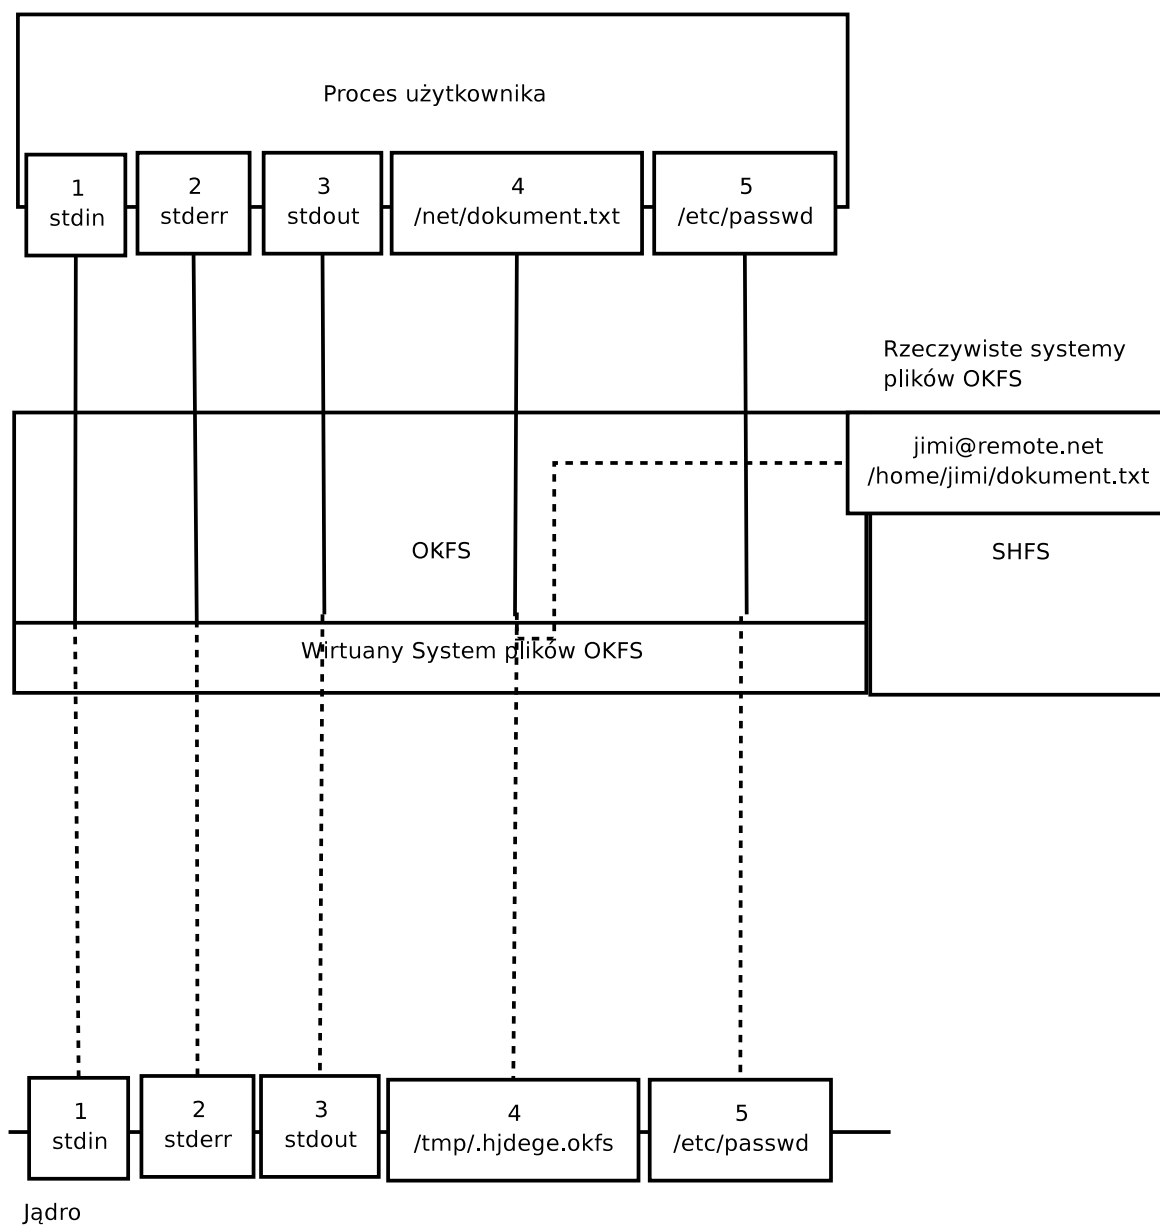 Proces użytkownika
1
stdin
2
stderr
3
stdout
4
/net/dokument.txt
5
/etc/passwd
Rzeczywiste systemy
plików OKFS
jimi@remote.net
/home/jimi/dokument.txt
OKFS
SHFS
Wirtuany System plików OKFS
1
stdin
2
stderr
3
stdout
4
/tmp/.hjdege.okfs
5
/etc/passwd
Jądro